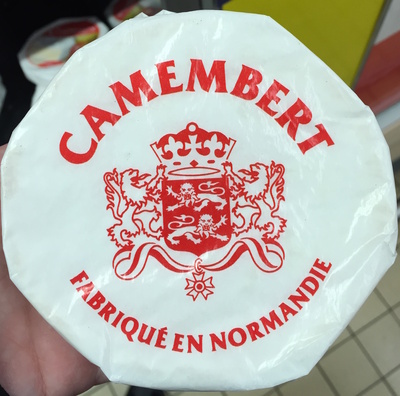 CAMEMBERT
FABRIQUÉ EN NORMANDIE